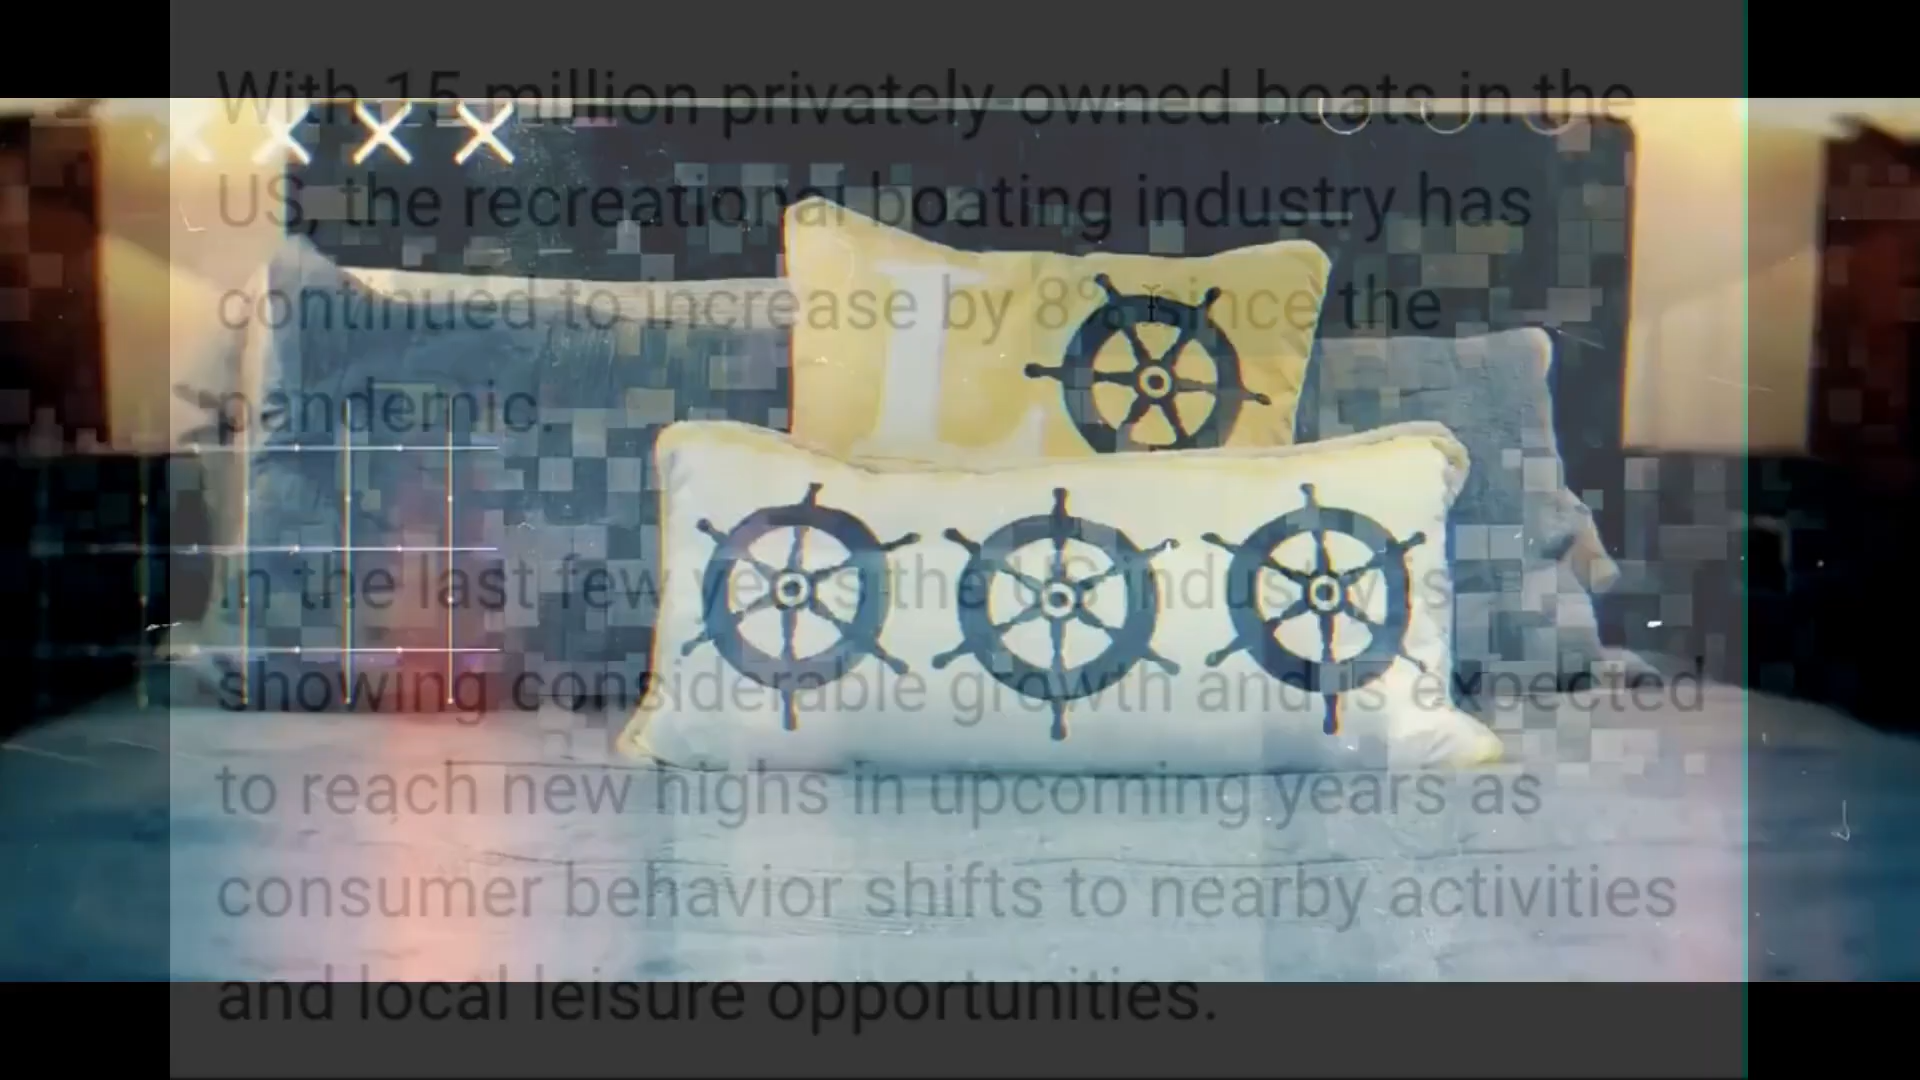 With 15 million privately-owned boats in the
US, the recreational boating industry has
continued to increase by 8% since the
pandemic.
In the last few years the US industry is
showing considerable growth and is expected
to reach new highs in upcoming years as
consumer behavior shifts to nearby activities
and local leisure opportunities.
L